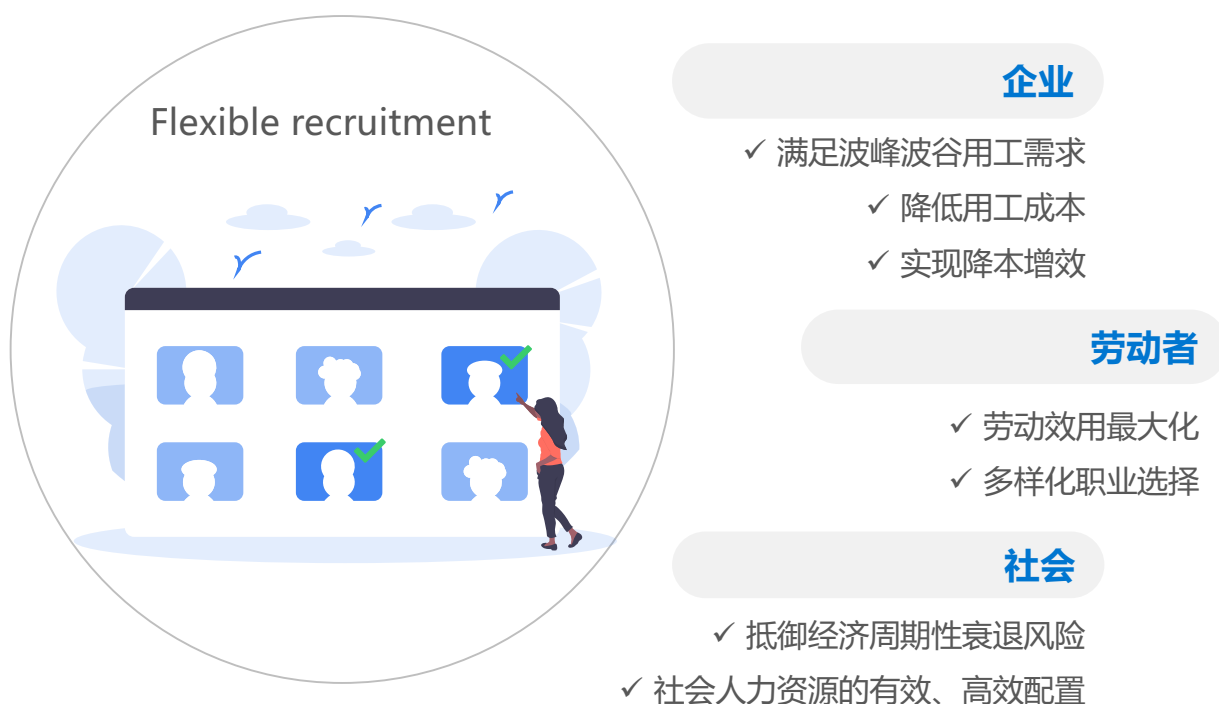 Flexible recruitment
企业
✓ 满足波峰波谷用工需求
✓ 降低用工成本
✓ 实现降本增效
劳动者
✓ 劳动效用最大化
✓ 多样化职业选择
社会
✓ 抵御经济周期性衰退风险
✓ 社会人力资源的有效、高效配置